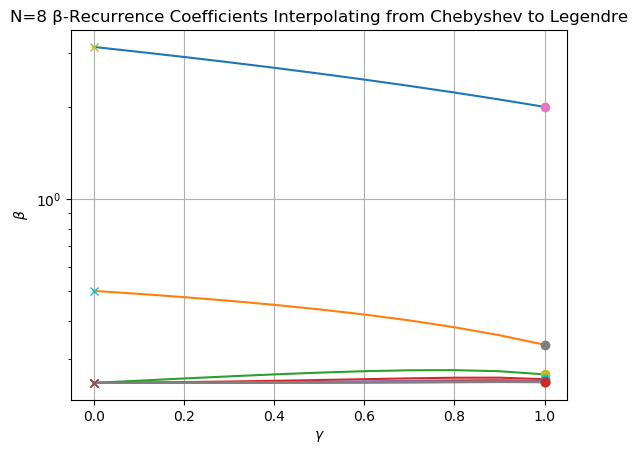 N=8 β-Recurrence Coefficients Interpolating from Chebyshev to Legendre
β
10⁰
0.0 0.2 0.4 0.6 0.8 1.0
γ